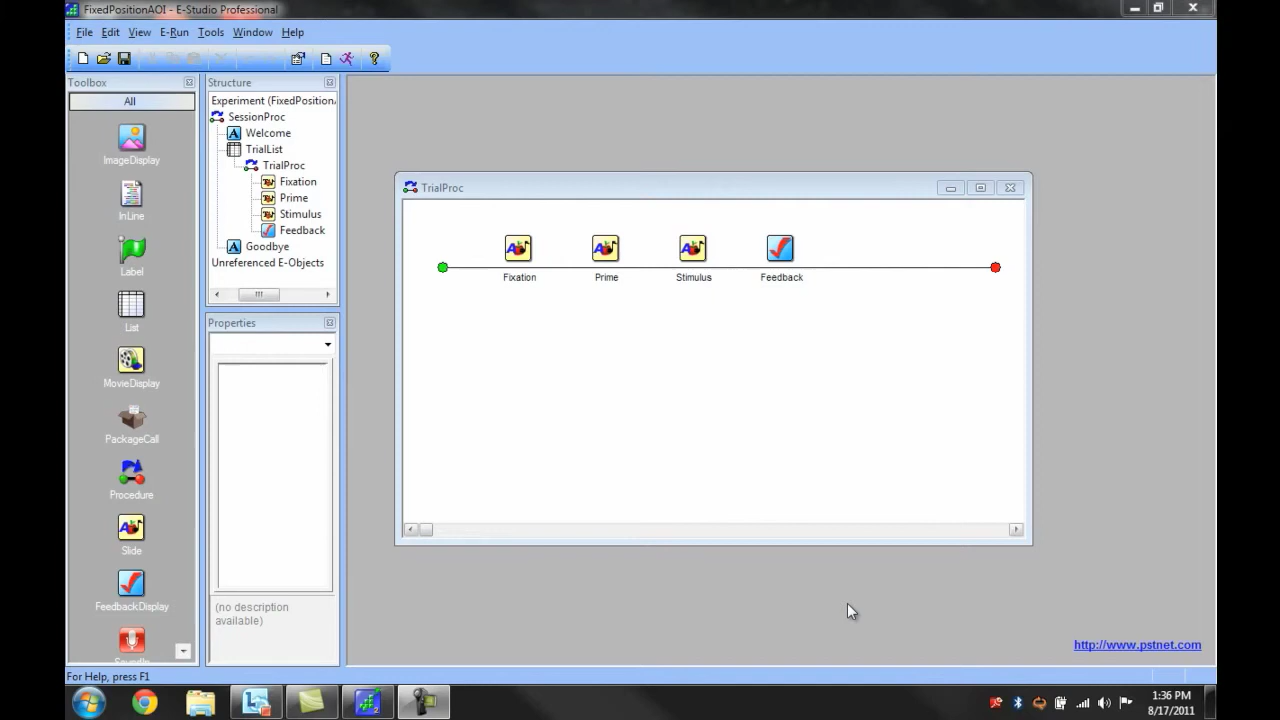 FixedPositionAOI - E-Studio Professional
File Edit View E-Run Tools Window Help
Toolbox
All
ImageDisplay
InLine
Label
List
MovieDisplay
PackageCall
Procedure
Slide
FeedbackDisplay
SoundIn
Structure
Experiment (FixedPosition
SessionProc
Welcome
TrialList
TrialProc
Fixation
Prime
Stimulus
Feedback
Goodbye
Unreferenced E-Objects
Properties
(no description
available)
TrialProc
Fixation Prime Stimulus Feedback
http://www.pstnet.com
For Help, press F1
1:36 PM
8/17/2011